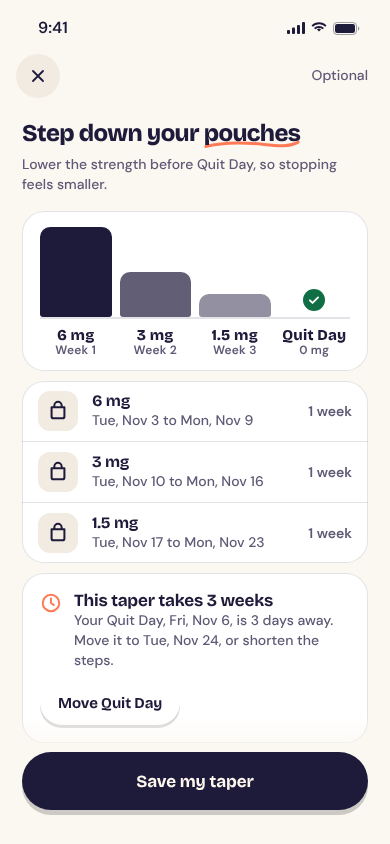 9:41
Optional
Step down your pouches
Lower the strength before Quit Day, so stopping
feels smaller.
6 mg
Week 1
3 mg
Week 2
1.5 mg
Week 3
Quit Day
0 mg
6 mg
Tue, Nov 3 to Mon, Nov 9
1 week
3 mg
Tue, Nov 10 to Mon, Nov 16
1 week
1.5 mg
Tue, Nov 17 to Mon, Nov 23
1 week
This taper takes 3 weeks
Your Quit Day, Fri, Nov 6, is 3 days away.
Move it to Tue, Nov 24, or shorten the
steps.
Move Quit Day
Save my taper